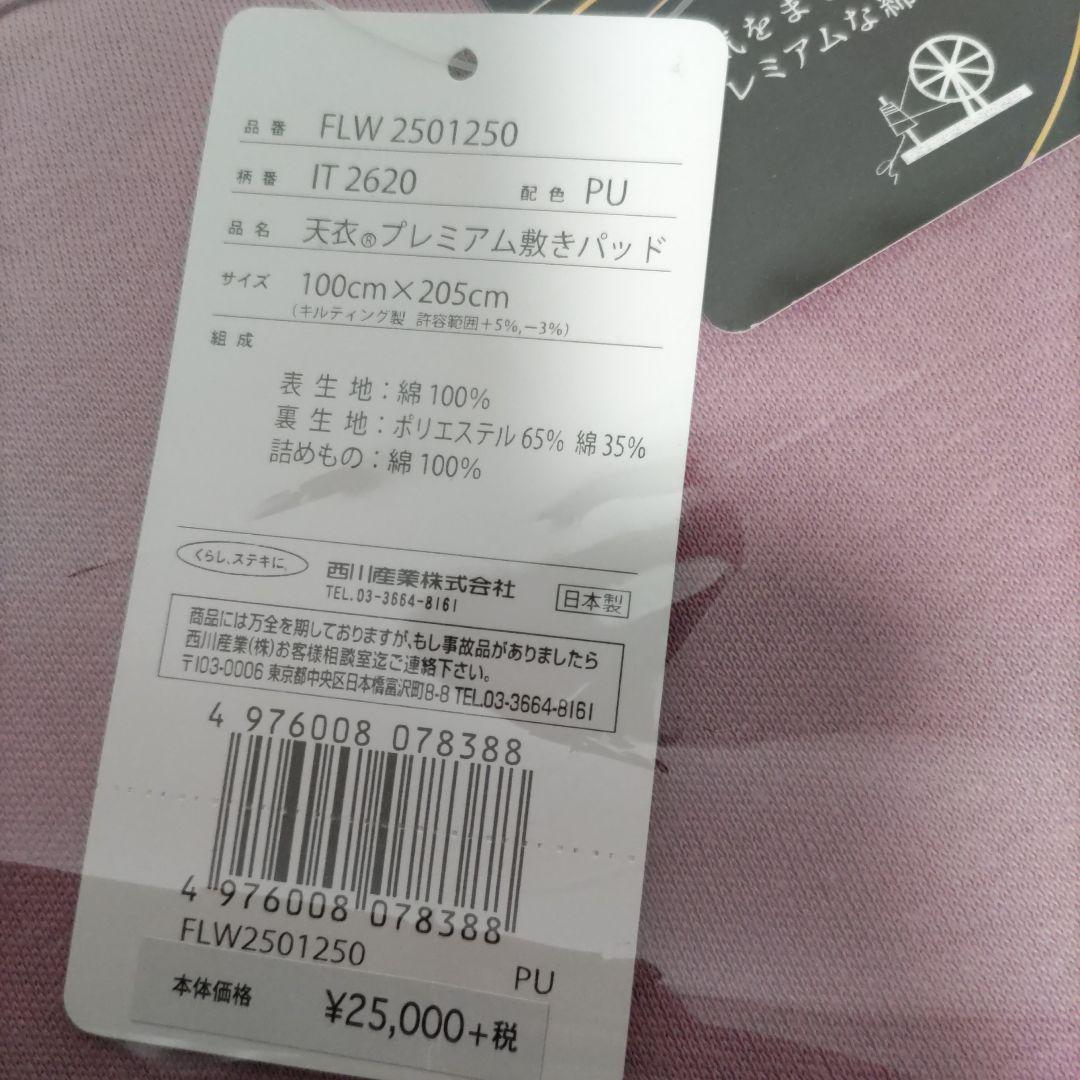 をま
レミアムな綿
品番 FLW 2501250
柄番 IT 2620 配色 PU
品名 天衣®プレミアム敷きパッド
サイズ 100cm×205cm
(キルティング製 許容範囲+5%,−3%)
組成
表生地:綿100%
裏生地:ポリエステル65% 綿35%
詰めもの:綿100%
くらし、ステキに。
西川産業株式会社
TEL.03-3664-8161
日本製
商品には万全を期しておりますが、もし事故品がありましたら
西川産業(株)お客様相談室迄ご連絡下さい。
〒103-0006 東京都中央区日本橋富沢町8-8 TEL.03-3664-8161
4 976008 078388
4 976008 078388
FLW2501250
PU
本体価格 ¥25,000+税